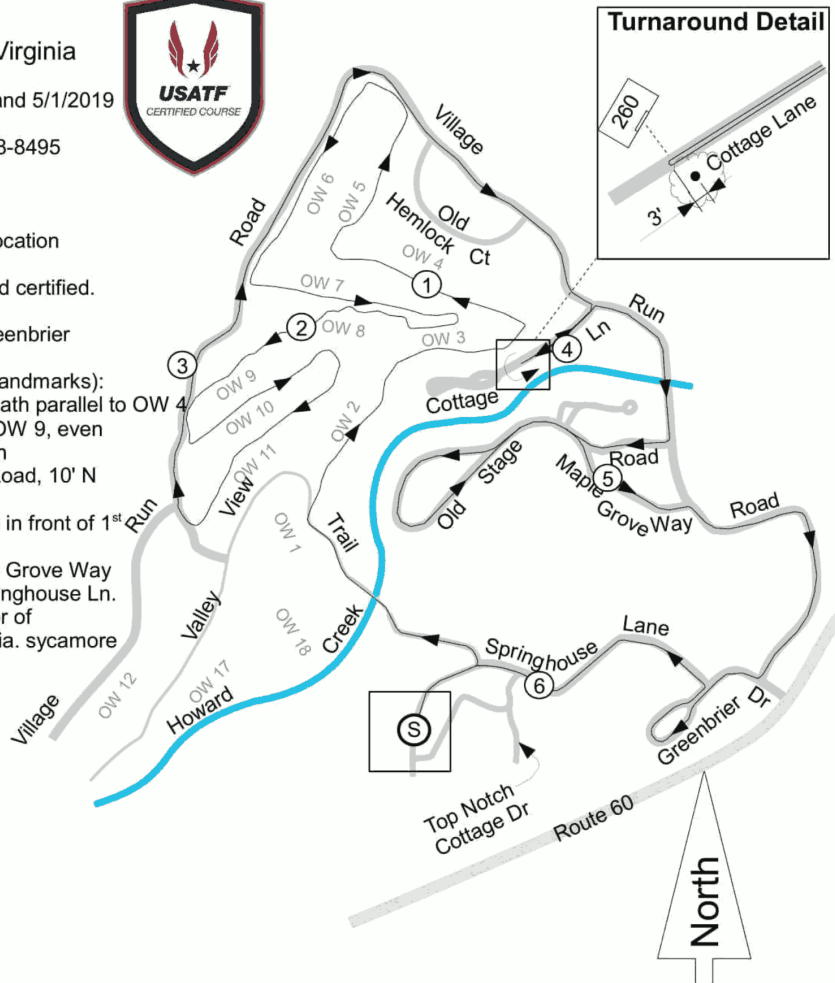 Virginia
and 5/1/2019
3-8495
ocation
d certified.
eenbrier
andmarks):
ath parallel to OW 4
OW 9, even
n
oad, 10' N
in front of 1st
Grove Way
nghouse Ln.
or of
ia. sycamore
USATF
CERTIFIED COURSE
Turnaround Detail
260
Cottage Lane
3'
Village
Road
OW 6
OW 5
Hemlock Ct
Old
OW 4
1
OW 7
2
OW 8
OW 3
Run
Ln
4
3
OW 9
OW 10
OW 2
Cottage
OW 11
View
Stage
Old
Road
Maple
5
Grove Way
Road
Run
OW 1
Trail
Valley
OW 18
Creek
OW 17
OW 12
Howard
Village
Springhouse
Lane
6
S
Greenbrier Dr
Top Notch
Cottage Dr
Route 60
North